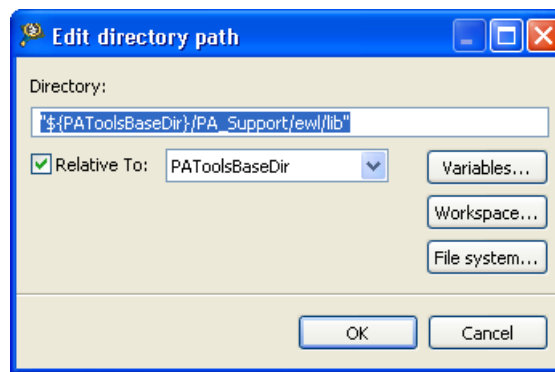 Edit directory path
Directory:
"${PAToolsBaseDir}/PA_Support/ewl/lib"
Relative To: PAToolsBaseDir
Variables...
Workspace...
File system...
OK Cancel